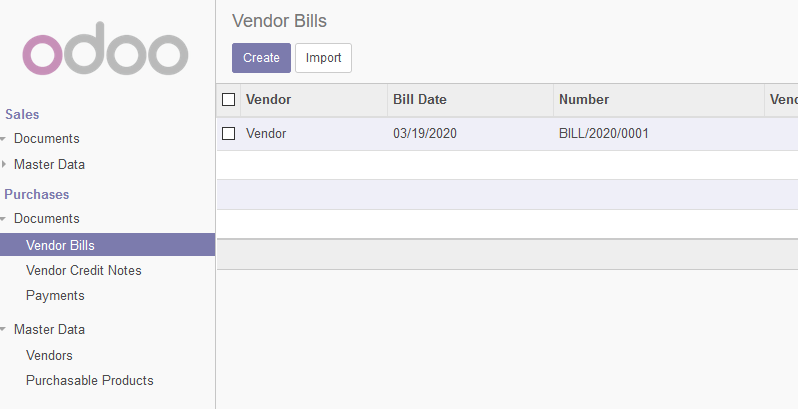 odoo
Sales
Documents
Master Data
Purchases
Documents
Vendor Bills
Vendor Credit Notes
Payments
Master Data
Vendors
Purchasable Products
Vendor Bills
Create Import
Vendor Bill Date Number Vend
Vendor 03/19/2020 BILL/2020/0001